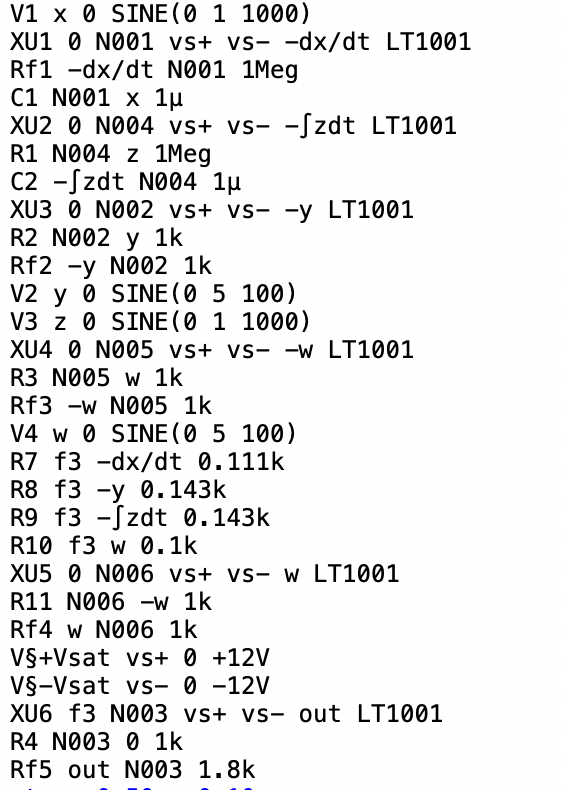 V1 x 0 SINE(0 1 1000)
XU1 0 N001 vs+ vs- -dx/dt LT1001
Rf1 -dx/dt N001 1Meg
C1 N001 x 1µ
XU2 0 N004 vs+ vs- -∫zdt LT1001
R1 N004 z 1Meg
C2 -∫zdt N004 1µ
XU3 0 N002 vs+ vs- -y LT1001
R2 N002 y 1k
Rf2 -y N002 1k
V2 y 0 SINE(0 5 100)
V3 z 0 SINE(0 1 1000)
XU4 0 N005 vs+ vs- -w LT1001
R3 N005 w 1k
Rf3 -w N005 1k
V4 w 0 SINE(0 5 100)
R7 f3 -dx/dt 0.111k
R8 f3 -y 0.143k
R9 f3 -∫zdt 0.143k
R10 f3 w 0.1k
XU5 0 N006 vs+ vs- w LT1001
R11 N006 -w 1k
Rf4 w N006 1k
V§+Vsat vs+ 0 +12V
V§-Vsat vs- 0 -12V
XU6 f3 N003 vs+ vs- out LT1001
R4 N003 0 1k
Rf5 out N003 1.8k